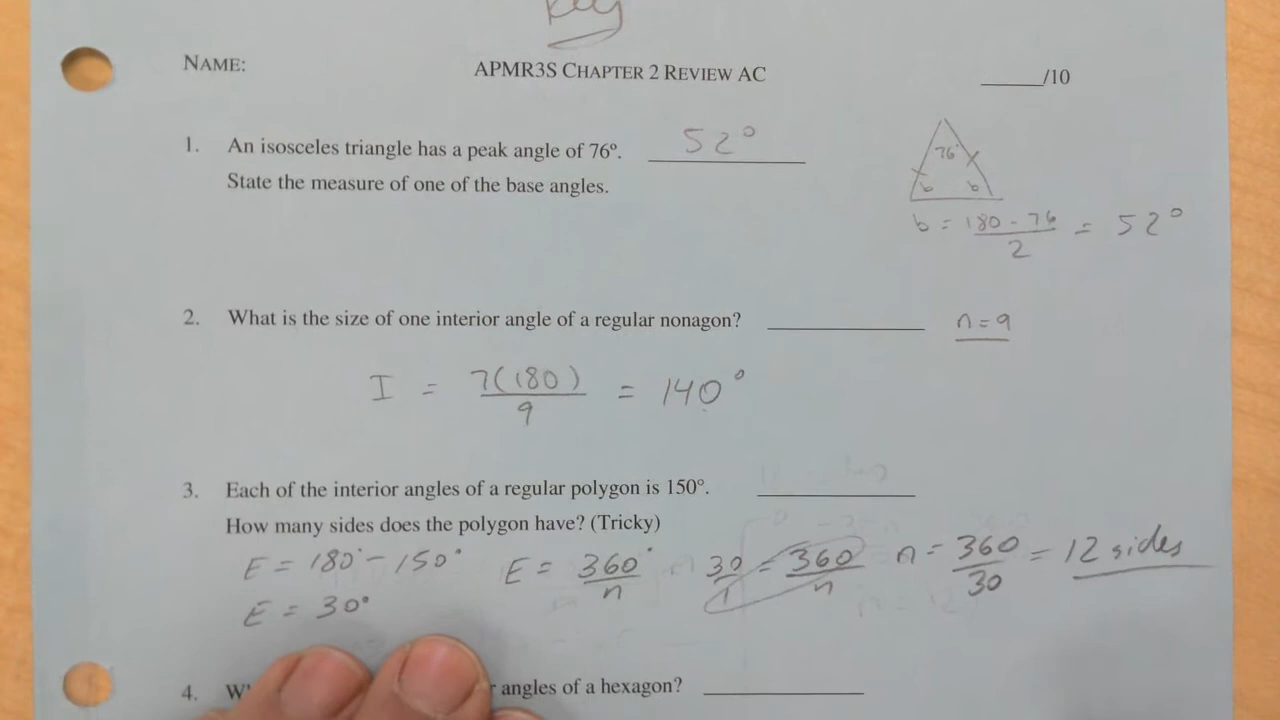 Key
NAME: APMR3S CHAPTER 2 REVIEW AC _____/10
1. An isosceles triangle has a peak angle of 76º. 52°
State the measure of one of the base angles.
76°
b b
b = 180 - 76 / 2 = 52°
2. What is the size of one interior angle of a regular nonagon? n = 9
I = 7(180) / 9 = 140°
3. Each of the interior angles of a regular polygon is 150º.
How many sides does the polygon have? (Tricky)
E = 180° - 150° E = 360° / n 30 / 1 = 360 / n n = 360 / 30 = 12 sides
E = 30°
4. angles of a hexagon?